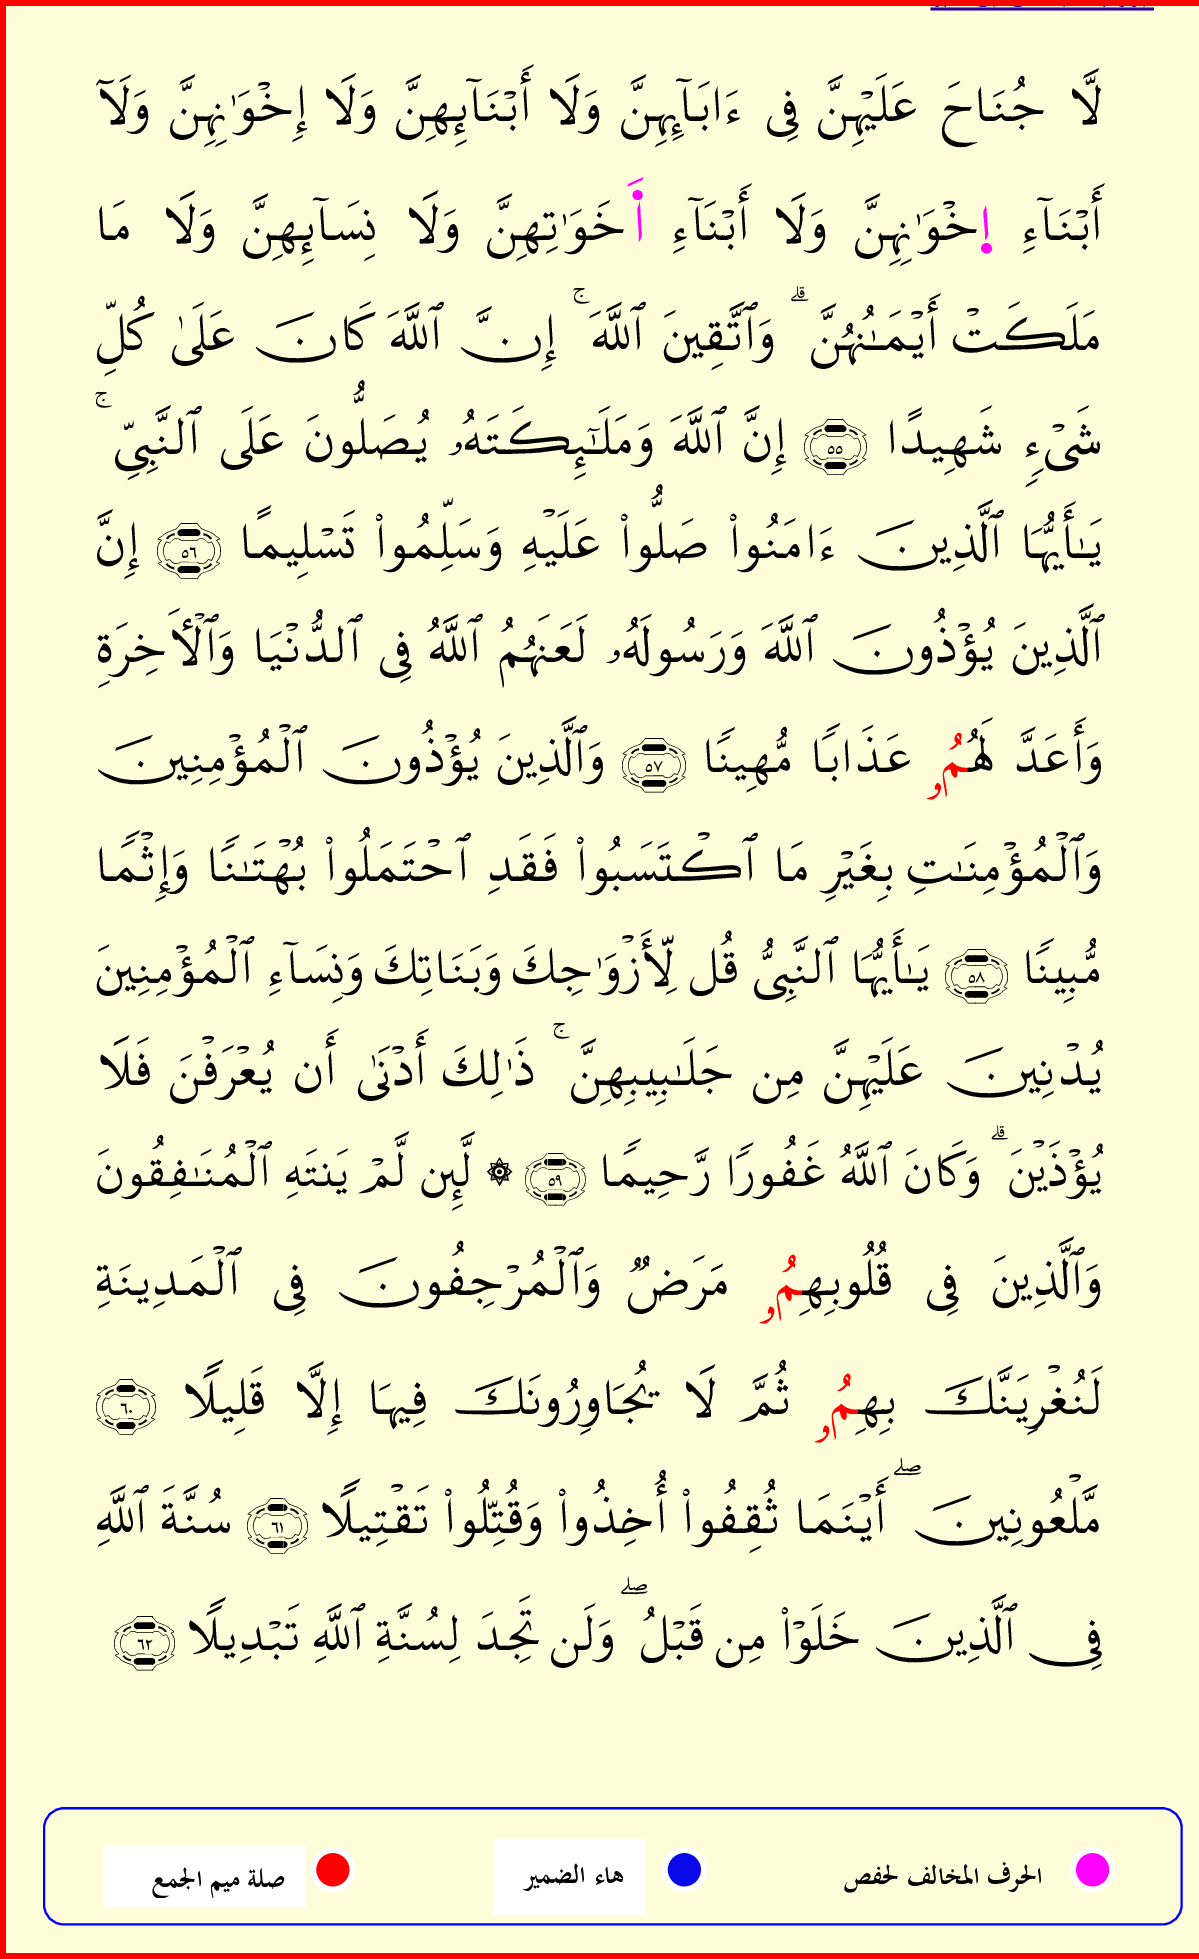 لَّا جُنَاحَ عَلَيْهِنَّ فِىٓ ءَابَآئِهِنَّ وَلَآ أَبْنَآئِهِنَّ وَلَآ إِخْوَٰنِهِنَّ وَلَآ
أَبْنَآءِ اِ۪خْوَٰنِهِنَّ وَلَآ أَبْنَآءِ اَ۬خَوَٰتِهِنَّ وَلَا نِسَآئِهِنَّ وَلَا مَا
مَلَكَتْ أَيْمَـٰنُهُنَّ ۗ وَٱتَّقِينَ ٱللَّهَ ۚ إِنَّ ٱللَّهَ كَانَ عَلَىٰ كُلِّ
شَىْءٍ شَهِيدًا ٥٥ إِنَّ ٱللَّهَ وَمَلَـٰٓئِكَتَهُۥ يُصَلُّونَ عَلَى ٱلنَّبِىِّ ۚ
يَـٰٓأَيُّهَا ٱلَّذِينَ ءَامَنُوا۟ صَلُّوا۟ عَلَيْهِ وَسَلِّمُوا۟ تَسْلِيمًا ٥٦ إِنَّ
ٱلَّذِينَ يُؤْذُونَ ٱللَّهَ وَرَسُولَهُۥ لَعَنَهُمُ ٱللَّهُ فِى ٱلدُّنْيَا وَٱلْـَٔاخِرَةِ
وَأَعَدَّ لَهُمُۥ عَذَابًا مُّهِينًا ٥٧ وَٱلَّذِينَ يُؤْذُونَ ٱلْمُؤْمِنِينَ
وَٱلْمُؤْمِنَـٰتِ بِغَيْرِ مَا ٱكْتَسَبُوا۟ فَقَدِ ٱحْتَمَلُوا۟ بُهْتَـٰنًا وَإِثْمًا
مُّبِينًا ٥٨ يَـٰٓأَيُّهَا ٱلنَّبِىُّ قُل لِّأَزْوَٰجِكَ وَبَنَاتِكَ وَنِسَآءِ ٱلْمُؤْمِنِينَ
يُدْنِينَ عَلَيْهِنَّ مِن جَلَـٰبِيبِهِنَّ ۚ ذَٰلِكَ أَدْنَىٰٓ أَن يُعْرَفْنَ فَلَا
يُؤْذَيْنَ ۗ وَكَانَ ٱللَّهُ غَفُورًا رَّحِيمًا ٥٩ ۞ لَّئِن لَّمْ يَنتَهِ ٱلْمُنَـٰفِقُونَ
وَٱلَّذِينَ فِى قُلُوبِهِمُۥ مَرَضٌ وَٱلْمُرْجِفُونَ فِى ٱلْمَدِينَةِ
لَنُغْرِيَنَّكَ بِهِمُۥ ثُمَّ لَا يُجَاوِرُونَكَ فِيهَآ إِلَّا قَلِيلًا ٦٠
مَّلْعُونِينَ ۖ أَيْنَمَا ثُقِفُوٓا۟ أُخِذُوا۟ وَقُتِّلُوا۟ تَقْتِيلًا ٦١ سُنَّةَ ٱللَّهِ
فِى ٱلَّذِينَ خَلَوْا۟ مِن قَبْلُ ۖ وَلَن تَجِدَ لِسُنَّةِ ٱللَّهِ تَبْدِيلًا ٦٢
الحرف المخالف لحفص
هاء الضمير
صلة ميم الجمع